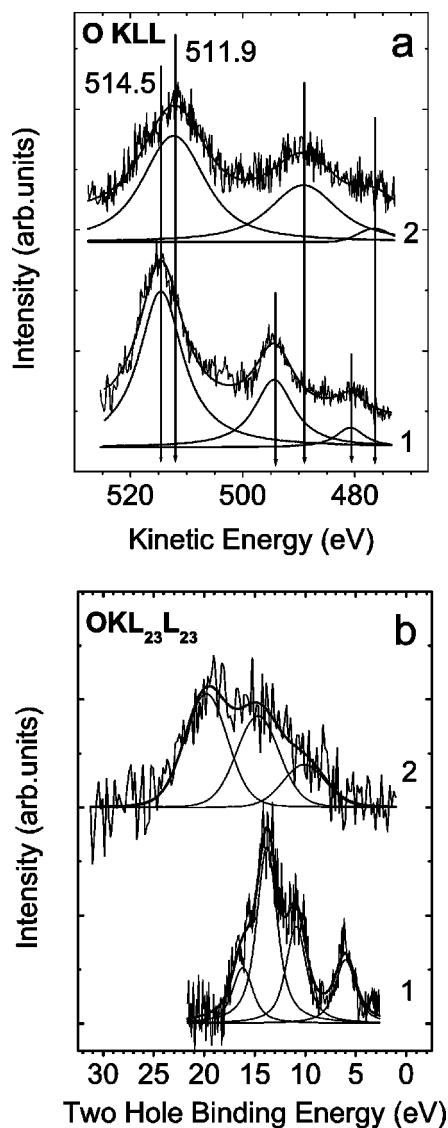 O KLL
a
511.9
514.5
2
1
Intensity (arb.units)
520
500
480
Kinetic Energy (eV)
OKL₂₃L₂₃
b
2
1
Intensity (arb.units)
30
25
20
15
10
5
0
Two Hole Binding Energy (eV)